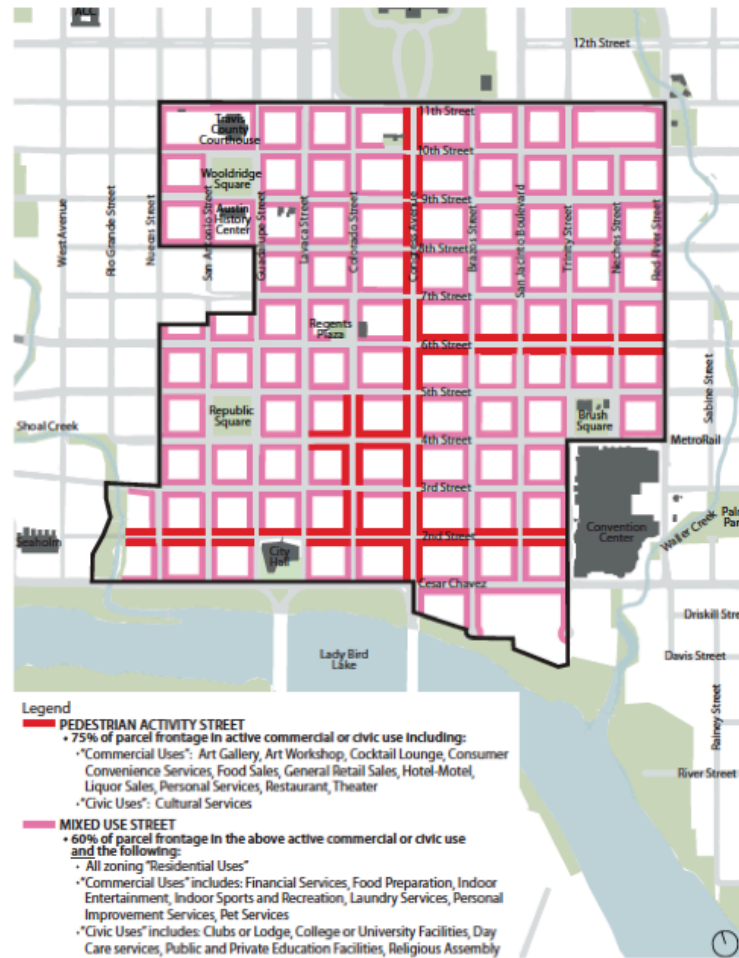 ACC
12th Street
11th Street
Travis
County
Courthouse
10th Street
Wooldridge
Square
9th Street
Austin
History
Center
8th Street
West Avenue
Rio Grande Street
Nueces Street
San Antonio Street
Guadalupe Street
Lavaca Street
Colorado Street
Congress Avenue
Brazos Street
San Jacinto Boulevard
Trinity Street
Neches Street
Red River Street
7th Street
Regents
Plaza
6th Street
5th Street
Sabine Street
Republic
Square
Brush
Square
Shoal Creek
4th Street
MetroRail
3rd Street
Seaholm
City
Hall
2nd Street
Convention
Center
Waller Creek
Palm
Par
Cesar Chavez
Driskill Stre
Lady Bird
Lake
Davis Street
Rainey Street
River Street
Legend
PEDESTRIAN ACTIVITY STREET
• 75% of parcel frontage in active commercial or civic use including:
•"Commercial Uses": Art Gallery, Art Workshop, Cocktail Lounge, Consumer
Convenience Services, Food Sales, General Retail Sales, Hotel-Motel,
Liquor Sales, Personal Services, Restaurant, Theater
•"Civic Uses": Cultural Services
MIXED USE STREET
• 60% of parcel frontage in the above active commercial or civic use
and the following:
• All zoning "Residential Uses"
•"Commercial Uses" includes: Financial Services, Food Preparation, Indoor
Entertainment, Indoor Sports and Recreation, Laundry Services, Personal
Improvement Services, Pet Services
•"Civic Uses" includes: Clubs or Lodge, College or University Facilities, Day
Care services, Public and Private Education Facilities, Religious Assembly